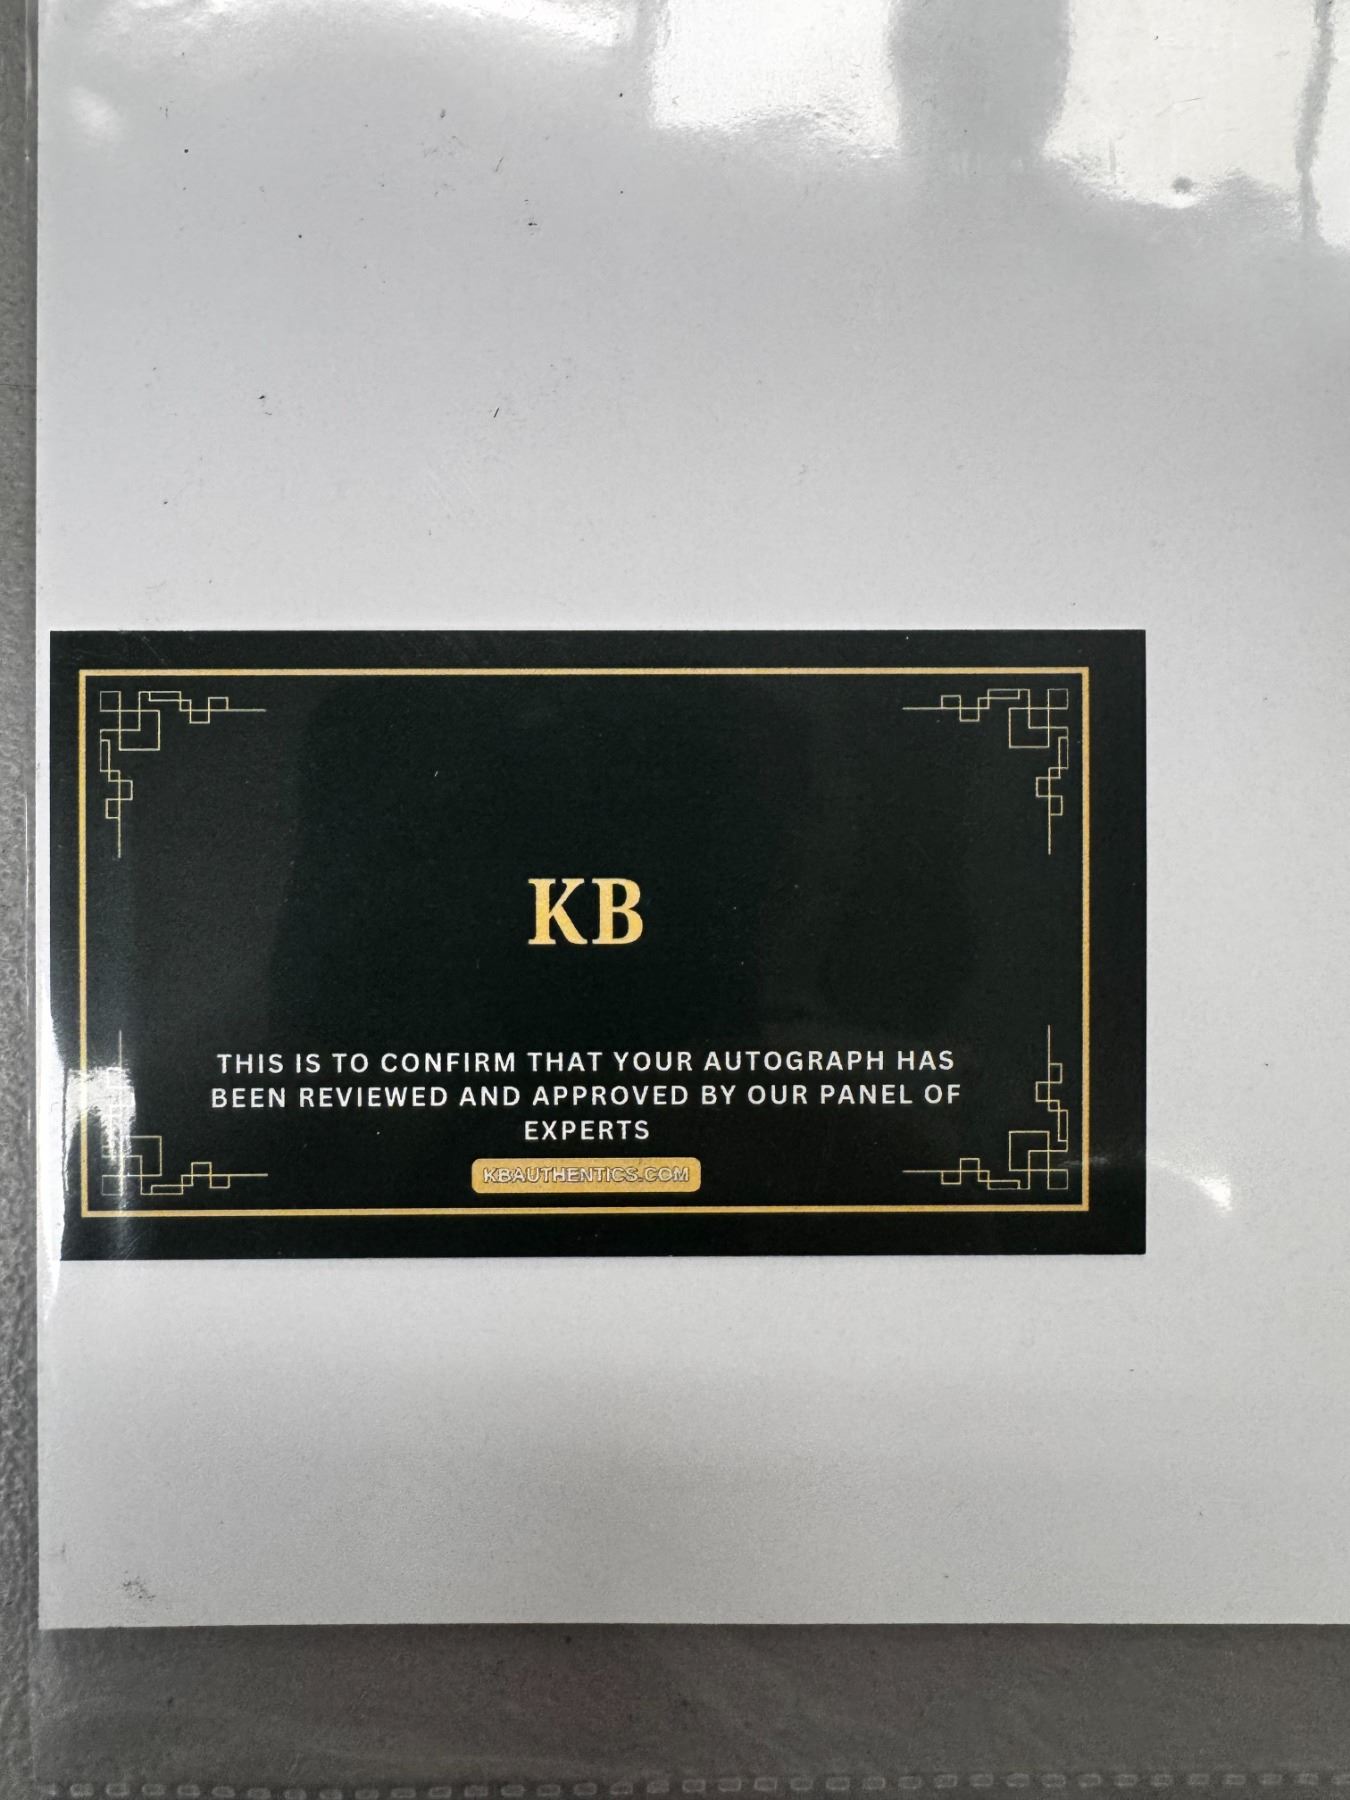 KB
THIS IS TO CONFIRM THAT YOUR AUTOGRAPH HAS
BEEN REVIEWED AND APPROVED BY OUR PANEL OF
EXPERTS
KBAUTHENTICS.COM